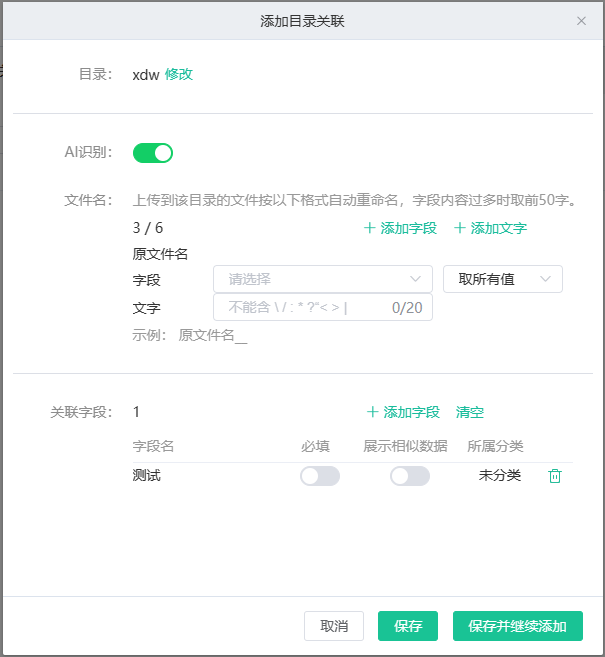 添加目录关联
目录： xdw 修改
AI识别：
文件名： 上传到该目录的文件按以下格式自动重命名，字段内容过多时取前50字。
3 / 6 ＋ 添加字段 ＋ 添加文字
原文件名
字段 请选择 取所有值
文字 不能含 \ / : * ?"< > | 0/20
示例： 原文件名__
关联字段： 1 ＋ 添加字段 清空
字段名 必填 展示相似数据 所属分类
测试 未分类
取消 保存 保存并继续添加